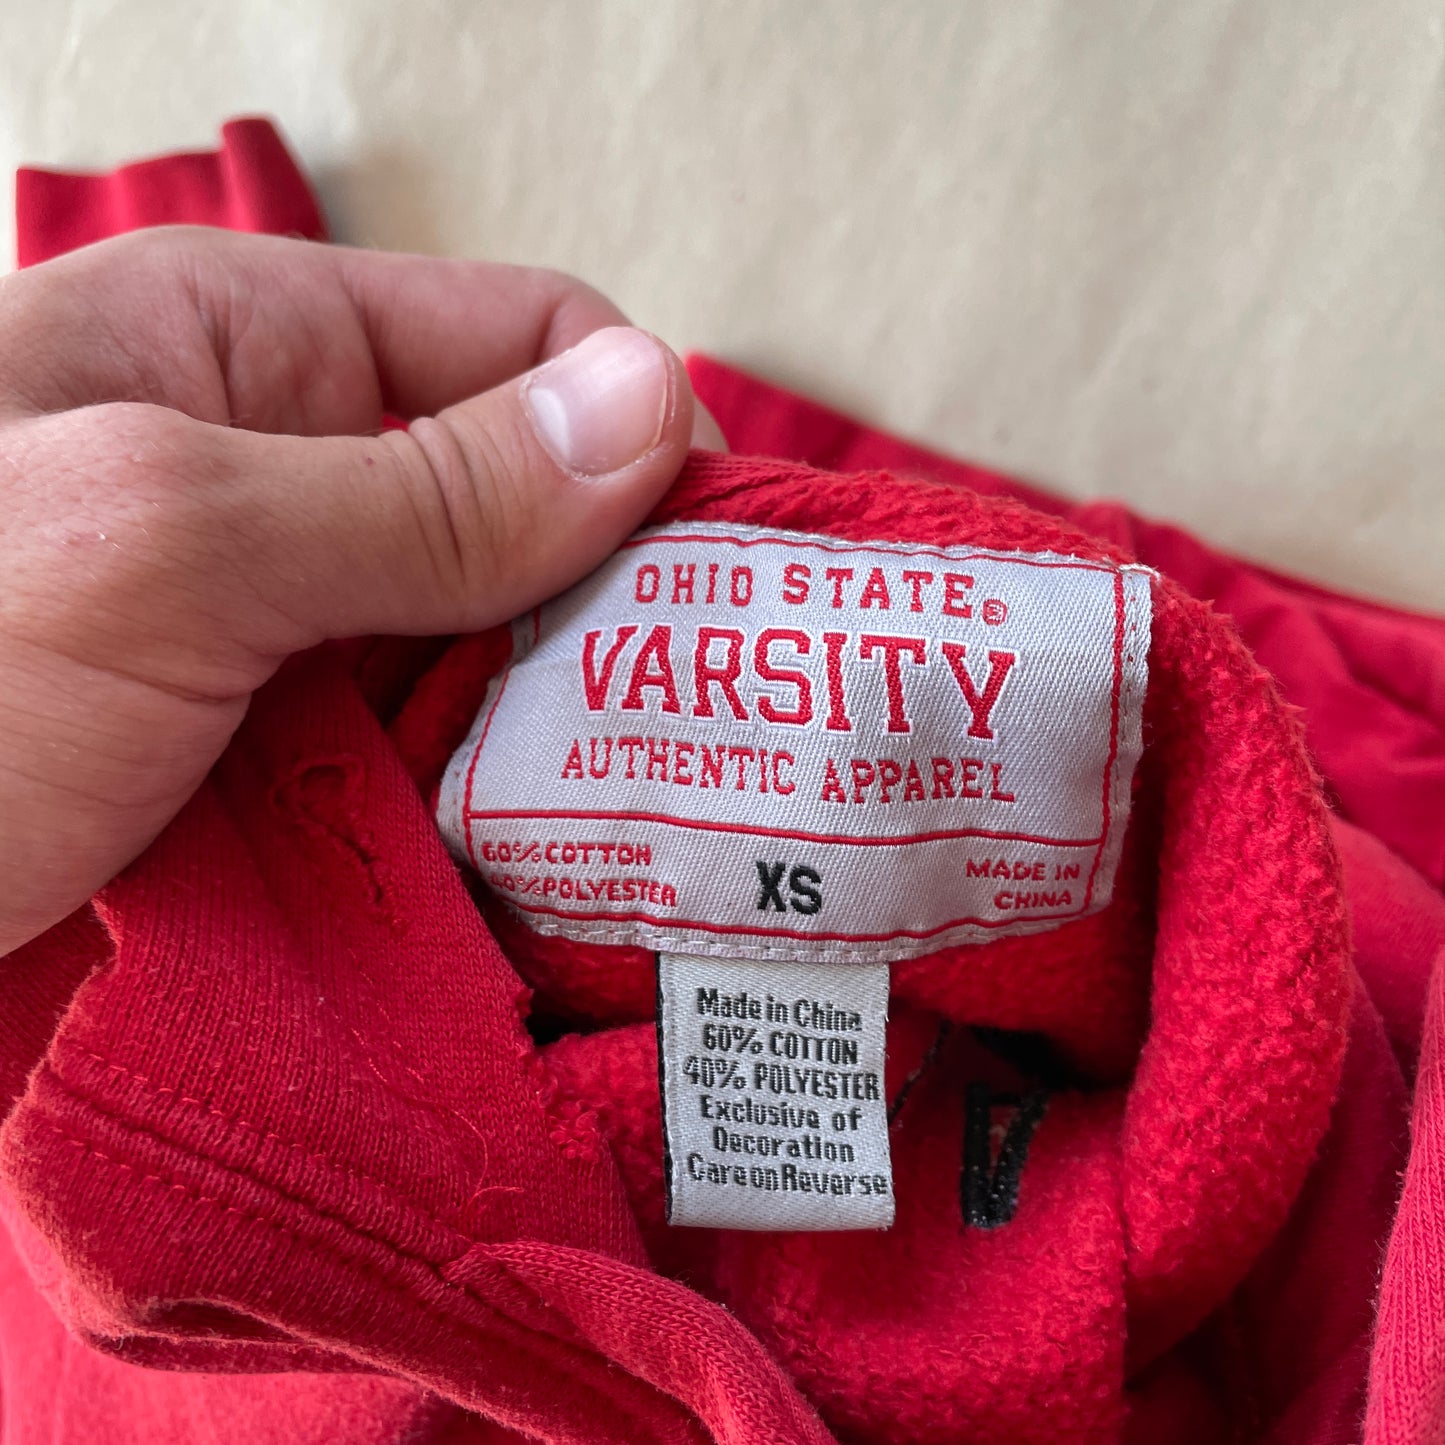 OHIO STATE®
VARSITY
AUTHENTIC APPAREL
60% COTTON
40% POLYESTER
XS
MADE IN
CHINA
Made in China
60% COTTON
40% POLYESTER
Exclusive of
Decoration
Care on Reverse